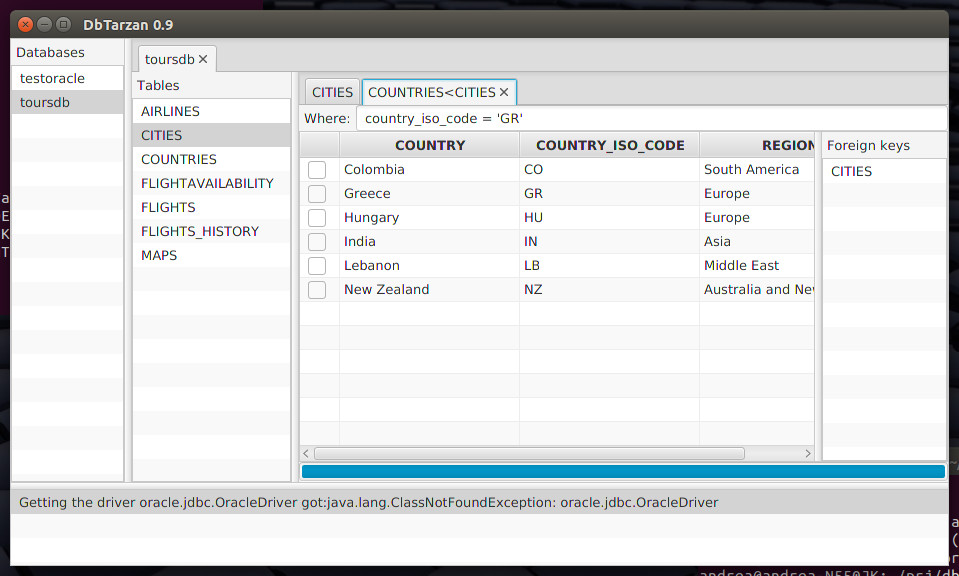 DbTarzan 0.9
Databases
testoracle
toursdb
toursdb
Tables
AIRLINES
CITIES
COUNTRIES
FLIGHTAVAILABILITY
FLIGHTS
FLIGHTS_HISTORY
MAPS
CITIES COUNTRIES<CITIES
Where: country_iso_code = 'GR'
COUNTRY COUNTRY_ISO_CODE REGION
Colombia CO South America
Greece GR Europe
Hungary HU Europe
India IN Asia
Lebanon LB Middle East
New Zealand NZ Australia and
Foreign keys
CITIES
Getting the driver oracle.jdbc.OracleDriver got:java.lang.ClassNotFoundException: oracle.jdbc.OracleDriver